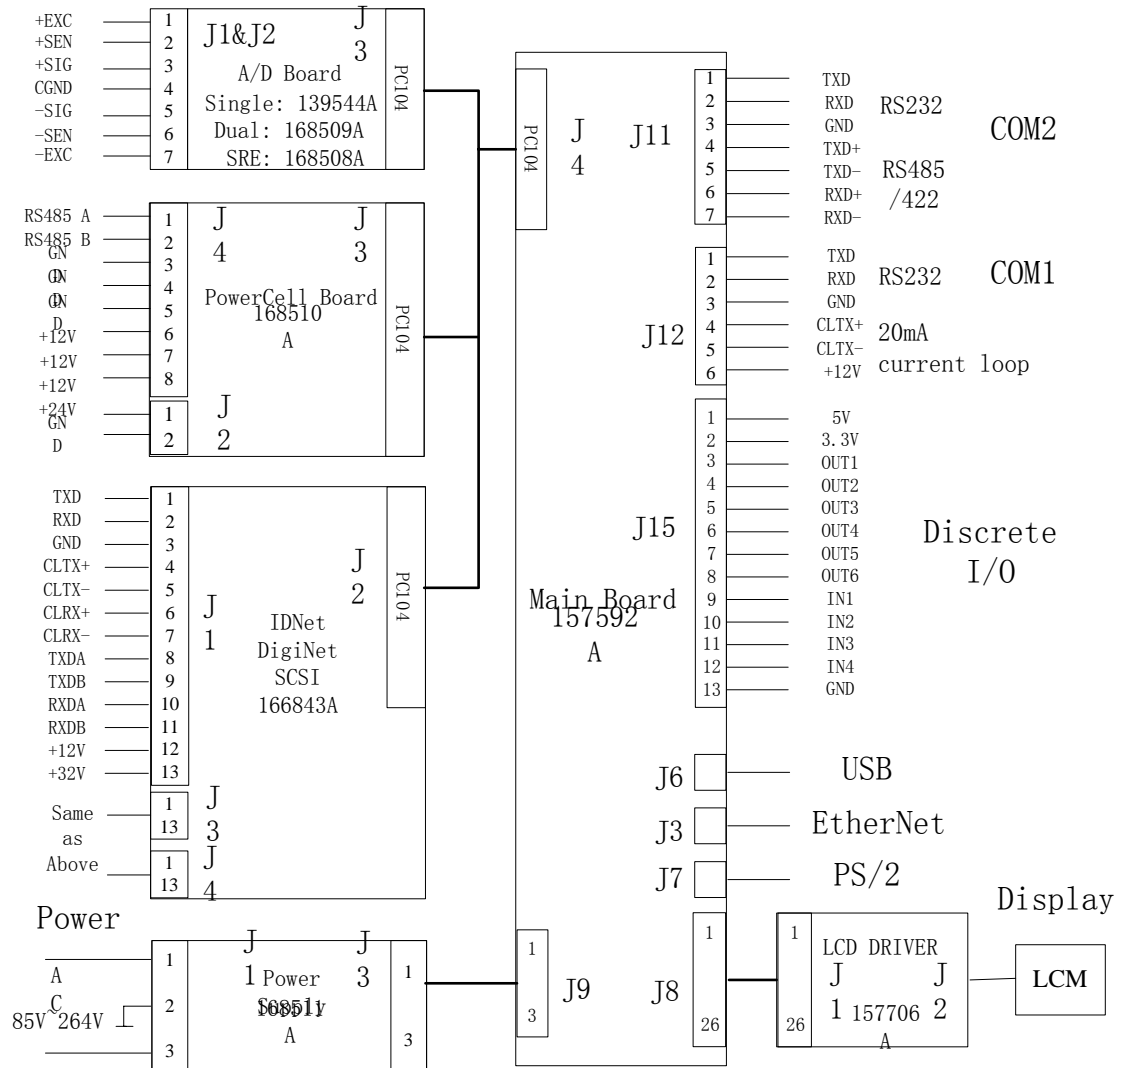 +EXC
+SEN
+SIG
CGND
-SIG
-SEN
-EXC
1
2
3
4
5
6
7
J1&J2
J
3
A/D Board
Single: 139544A
Dual: 168509A
SRE: 168508A
PC104
RS485 A
RS485 B
GN
D
GN
D
GN
D
+12V
+12V
+12V
+24V
GN
D
1
2
3
4
5
6
7
8
1
2
J
4
J
3
PowerCell Board
168510
A
J
2
PC104
TXD
RXD
GND
CLTX+
CLTX-
CLRX+
CLRX-
TXDA
TXDB
RXDA
RXDB
+12V
+32V
1
2
3
4
5
6
7
8
9
10
11
12
13
J
1
J
2
IDNet
DigiNet
SCSI
166843A
PC104
Same
as
Above
1
13
J
3
1
13
J
4
Power
A
C
85V~264V
1
2
3
J
1
J
3
Power
Supply
168511
A
1
3
PC104
J
4
Main Board
157592
A
1
3
J9
J11
1
2
3
4
5
6
7
TXD
RXD
GND
TXD+
TXD-
RXD+
RXD-
RS232
RS485
/422
COM2
J12
1
2
3
4
5
6
TXD
RXD
GND
CLTX+
CLTX-
+12V
RS232
20mA
current loop
COM1
J15
1
2
3
4
5
6
7
8
9
10
11
12
13
5V
3.3V
OUT1
OUT2
OUT3
OUT4
OUT5
OUT6
IN1
IN2
IN3
IN4
GND
Discrete
I/O
J6
USB
J3
EtherNet
J7
PS/2
J8
1
26
1
26
LCD DRIVER
J
1
J
2
157706
A
Display
LCM